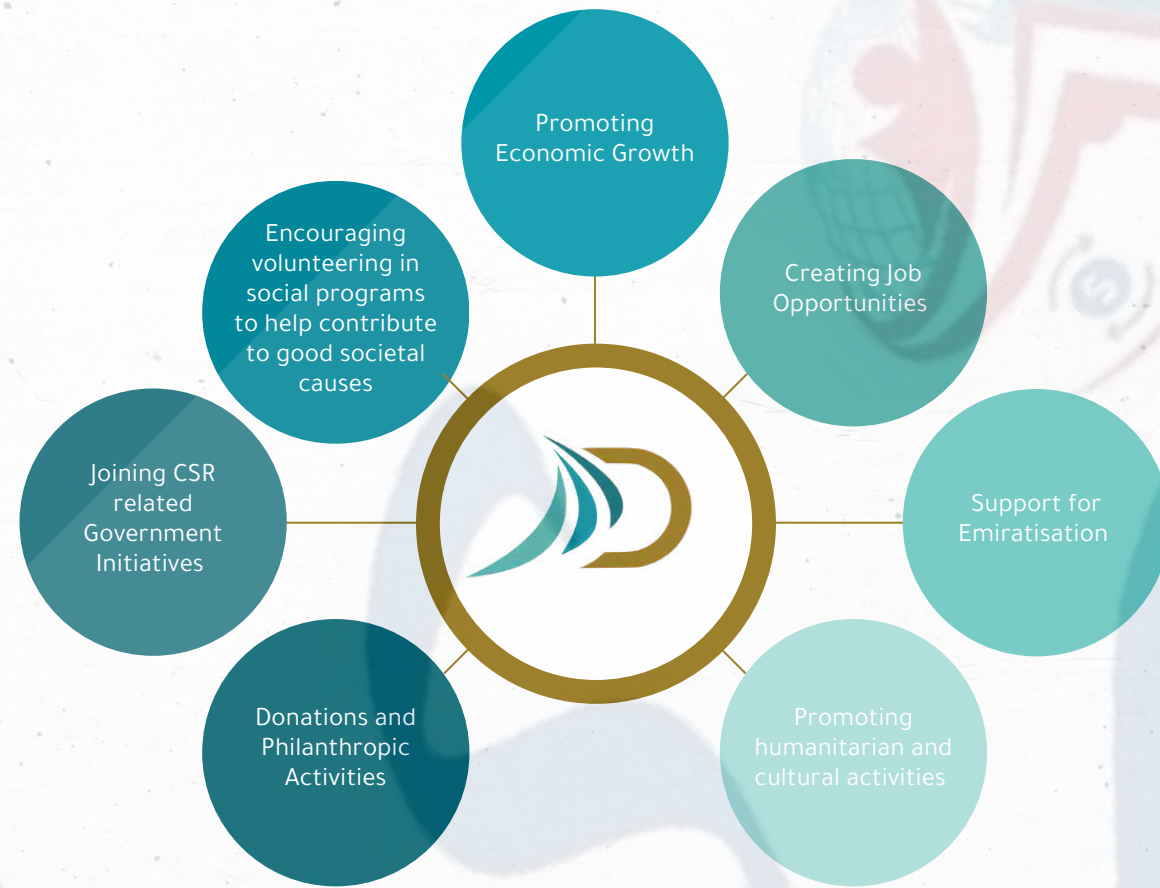 Promoting
Economic Growth
Encouraging
volunteering in
social programs
to help contribute
to good societal
causes
Creating Job
Opportunities
Joining CSR
related
Government
Initiatives
Support for
Emiratisation
Donations and
Philanthropic
Activities
Promoting
humanitarian and
cultural activities